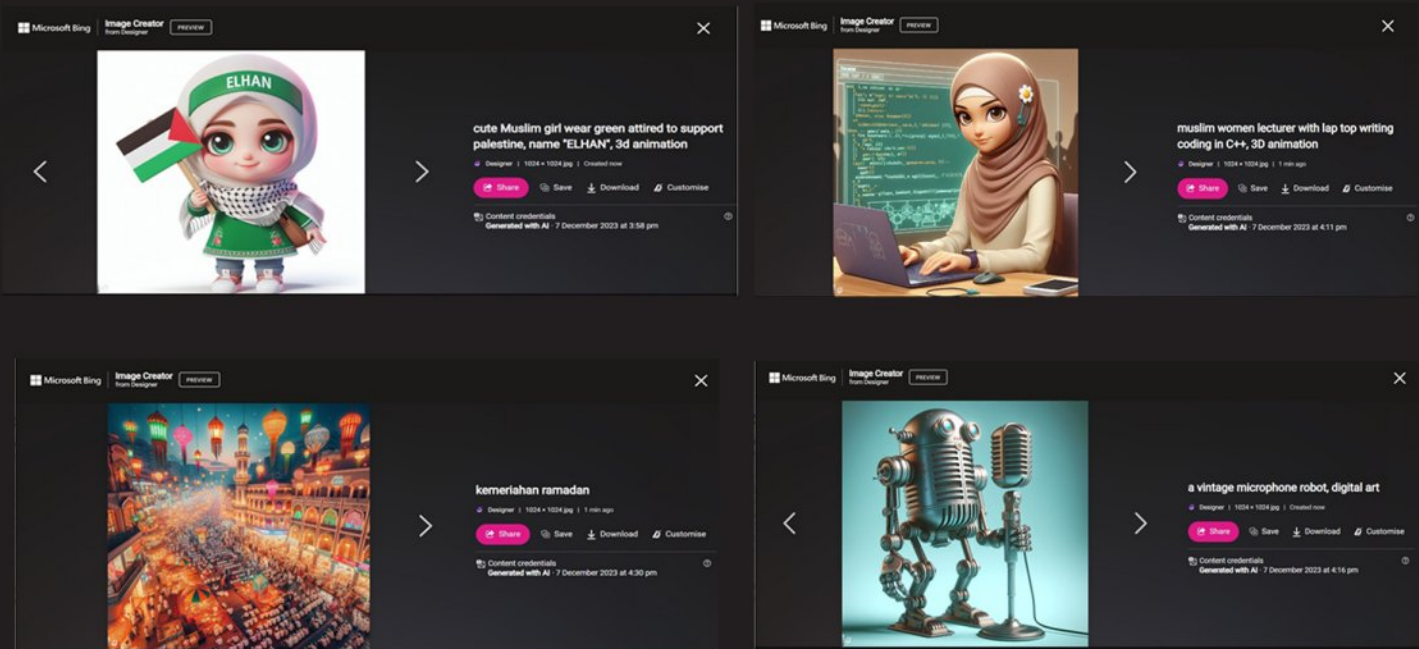 Microsoft Bing
Image Creator
from Designer
PREVIEW
ELHAN
cute Muslim girl wear green attired to support
palestine, name "ELHAN", 3d animation
Designer | 1024 × 1024 jpg | Created now
Share Save Download Customise
Content credentials
Generated with AI · 7 December 2023 at 3:58 pm
Microsoft Bing
Image Creator
from Designer
PREVIEW
muslim women lecturer with lap top writing
coding in C++, 3D animation
Designer | 1024 × 1024 jpg | 1 min ago
Share Save Download Customise
Content credentials
Generated with AI · 7 December 2023 at 4:11 pm
Microsoft Bing
Image Creator
from Designer
PREVIEW
kemeriahan ramadan
Designer | 1024 × 1024 jpg | 1 min ago
Share Save Download Customise
Content credentials
Generated with AI · 7 December 2023 at 4:30 pm
Microsoft Bing
Image Creator
from Designer
PREVIEW
a vintage microphone robot, digital art
Designer | 1024 × 1024 jpg | Created now
Share Save Download Customise
Content credentials
Generated with AI · 7 December 2023 at 4:16 pm